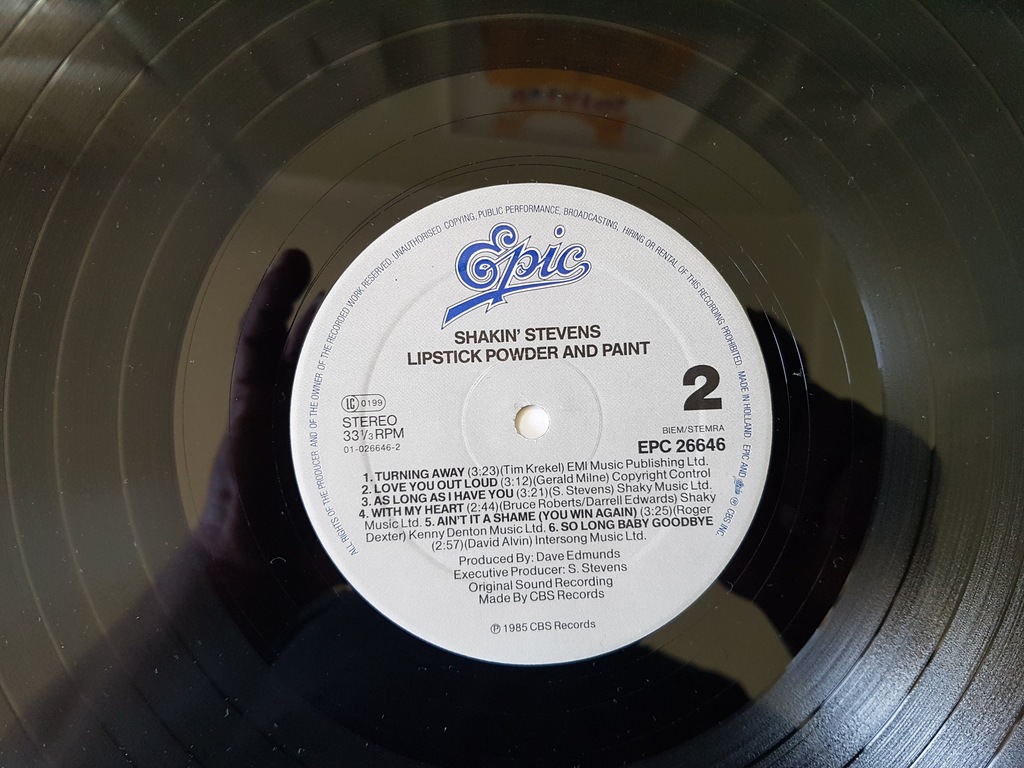 ALL RIGHTS OF THE PRODUCER AND OF THE OWNER OF THE RECORDED WORK RESERVED. UNAUTHORISED COPYING, PUBLIC PERFORMANCE, BROADCASTING, HIRING OR RENTAL OF THIS RECORDING PROHIBITED. MADE IN HOLLAND. EPIC AND Epic ℗ CBS INC.
Epic
SHAKIN' STEVENS
LIPSTICK POWDER AND PAINT
2
LC 0199
STEREO
33 1/3 RPM
01-026646-2
BIEM/STEMRA
EPC 26646
1. TURNING AWAY (3:23)(Tim Krekel) EMI Music Publishing Ltd.
2. LOVE YOU OUT LOUD (3:12)(Gerald Milne) Copyright Control
3. AS LONG AS I HAVE YOU (3:21)(S. Stevens) Shaky Music Ltd.
4. WITH MY HEART (2:44)(Bruce Roberts/Darrell Edwards) Shaky
Music Ltd. 5. AIN'T IT A SHAME (YOU WIN AGAIN) (3:25)(Roger
Dexter) Kenny Denton Music Ltd. 6. SO LONG BABY GOODBYE
(2:57)(David Alvin) Intersong Music Ltd.
Produced By: Dave Edmunds
Executive Producer: S. Stevens
Original Sound Recording
Made By CBS Records
℗ 1985 CBS Records